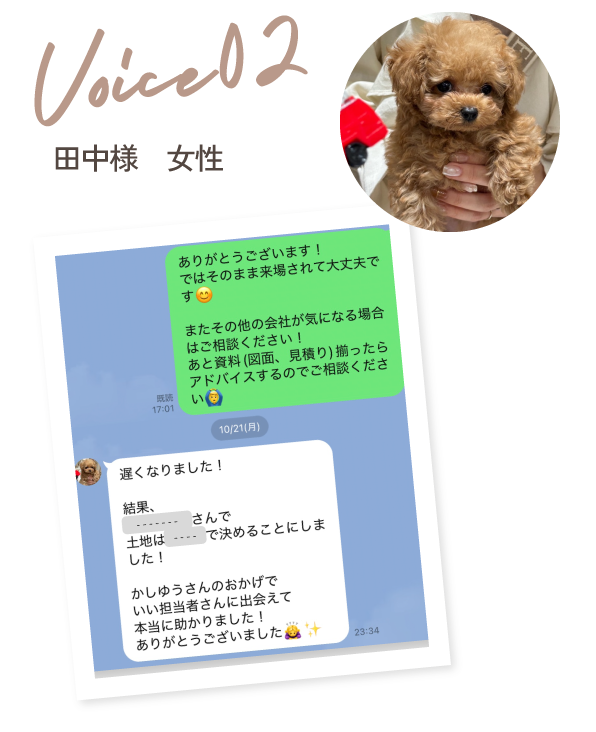 Voice02
田中様　女性
ありがとうございます！
ではそのまま来場されて大丈夫で
す😊
またその他の会社が気になる場合
はご相談ください！
あと資料(図面、見積り)揃ったら
アドバイスするのでご相談くださ
い🙆‍♂️
既読
17:01
10/21(月)
遅くなりました！
結果、
------- さんで
土地は ---- で決めることにしま
した！
かしゆうさんのおかげで
いい担当者さんに出会えて
本当に助かりました！
ありがとうございました🙇‍♀️✨
23:34